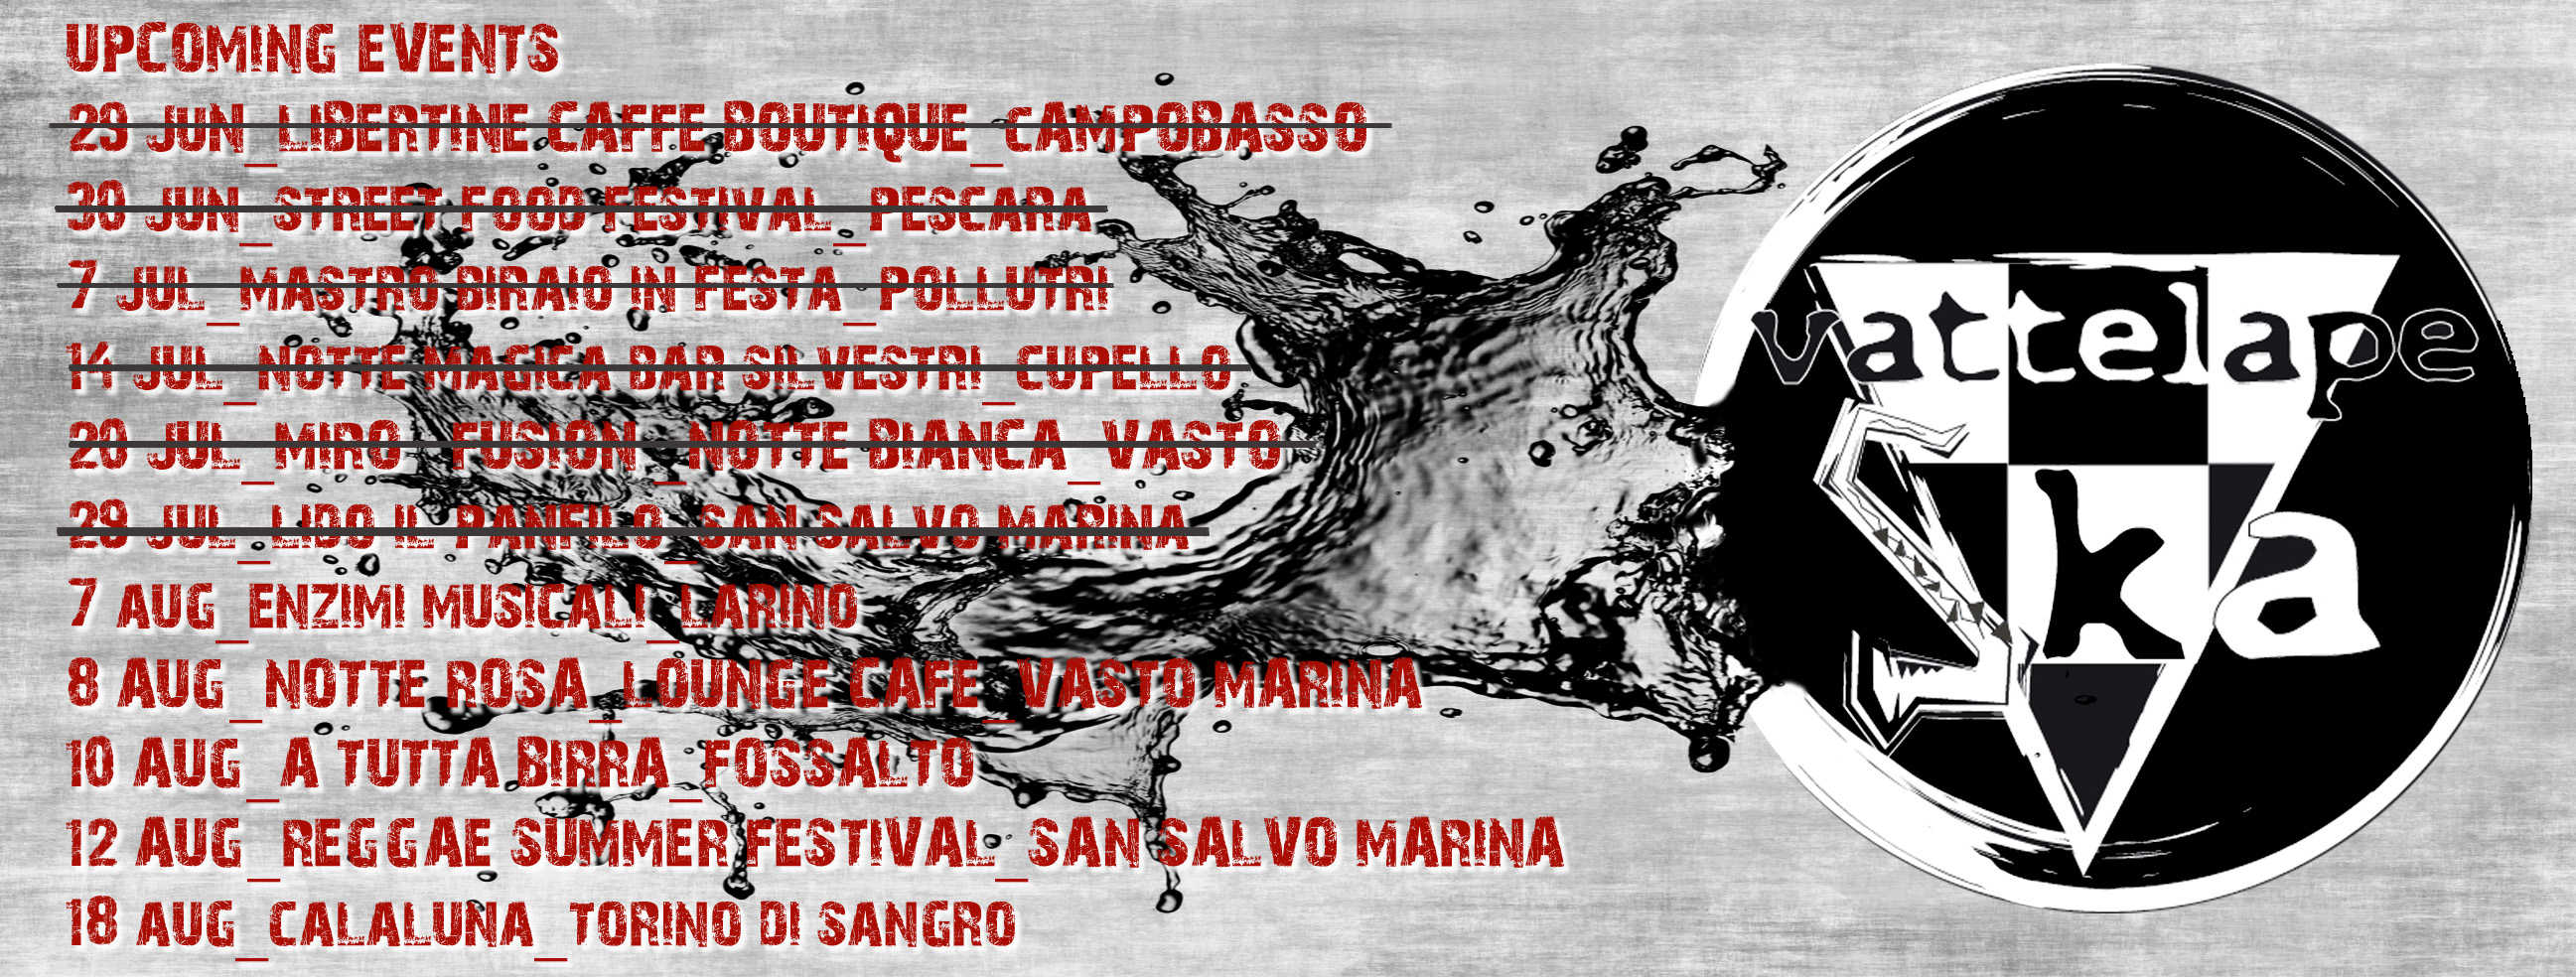 UPCOMING EVENTS
29 JUN_LIBERTINE CAFFE BOUTIQUE_CAMPOBASSO
30 JUN_STREET FOOD FESTIVAL_PESCARA
7 JUL_MASTRO BIRAIO IN FESTA_POLLUTRI
14 JUL_NOTTE MAGICA BAR SILVESTRI_CUPELLO
20 JUL_MIRO - FUSION_NOTTE BIANCA_VASTO
29 JUL_LIDO IL PANFILO_SAN SALVO MARINA
7 AUG_ENZIMI MUSICALI_LARINO
8 AUG_NOTTE ROSA_LOUNGE CAFE_VASTO MARINA
10 AUG_A TUTTA BIRRA_FOSSALTO
12 AUG_REGGAE SUMMER FESTIVAL_SAN SALVO MARINA
18 AUG_CALALUNA_TORINO DI SANGRO
vattelape
Ska